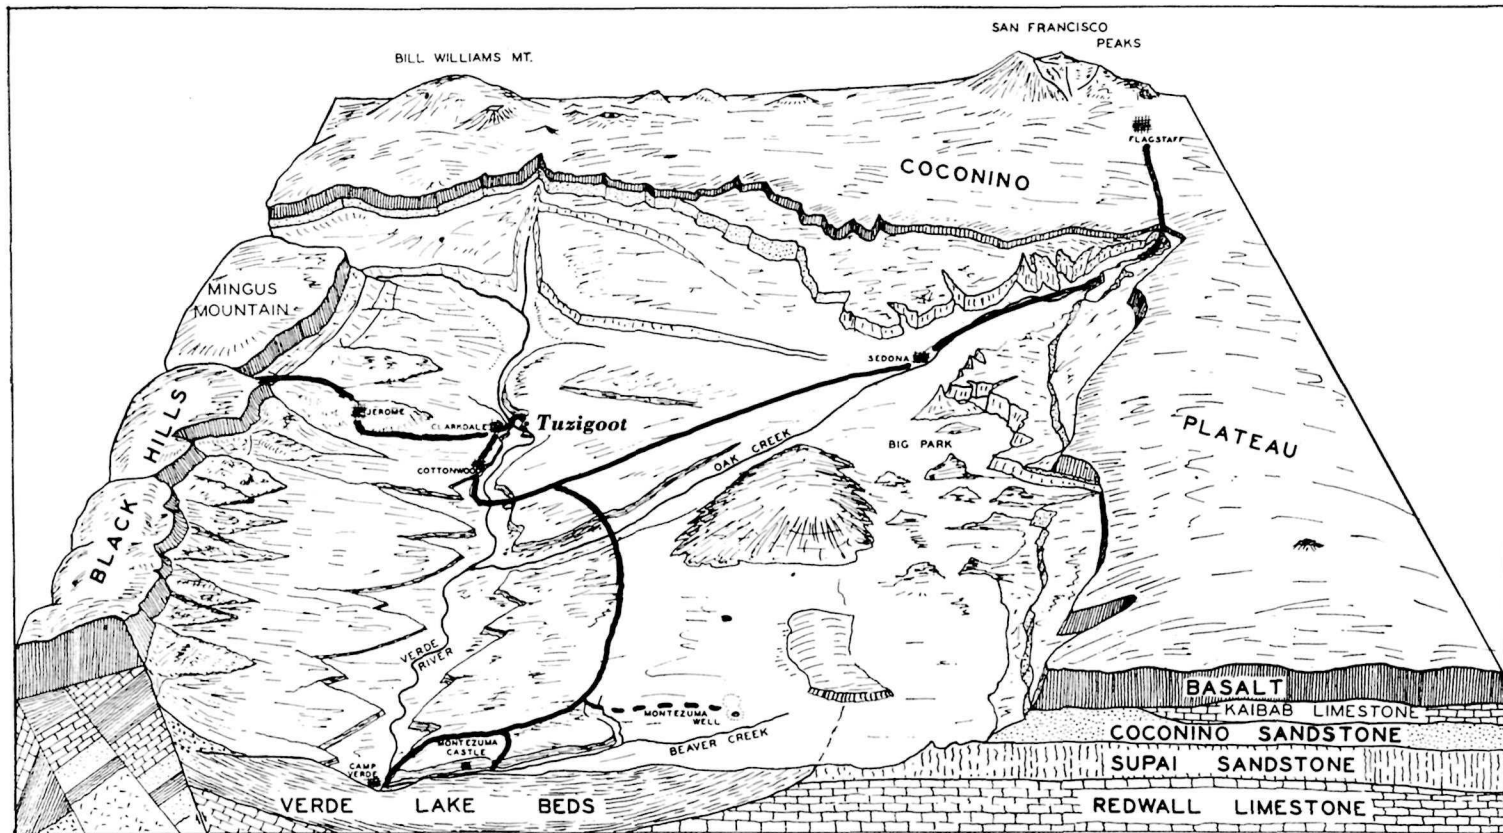 SAN FRANCISCO
PEAKS
BILL WILLIAMS MT.
FLAGSTAFF
COCONINO
MINGUS
MOUNTAIN
SEDONA
JEROME
CLARKDALE
Tuzigoot
COTTONWOOD
OAK CREEK
BIG PARK
PLATEAU
BLACK HILLS
VERDE
RIVER
MONTEZUMA
WELL
BEAVER CREEK
MONTEZUMA
CASTLE
CAMP
VERDE
VERDE LAKE BEDS
BASALT
KAIBAB LIMESTONE
COCONINO SANDSTONE
SUPAI SANDSTONE
REDWALL LIMESTONE